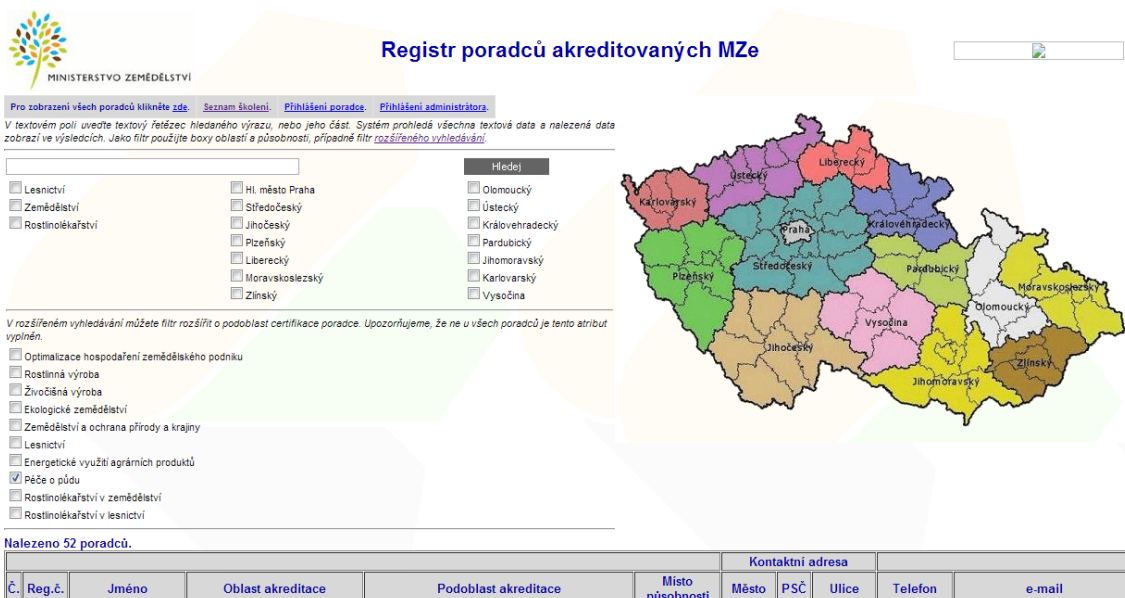 MINISTERSTVO ZEMĚDĚLSTVÍ
Registr poradců akreditovaných MZe
Pro zobrazení všech poradců klikněte zde. Seznam školení. Přihlášení poradce. Přihlášení administrátora.
V textovém poli uveďte textový řetězec hledaného výrazu, nebo jeho část. Systém prohledá všechna textová data a nalezená data
zobrazí ve výsledcích. Jako filtr použijte boxy oblastí a působnosti, případné filtr rozšířeného vyhledávání.
Hledej
Lesnictví Hl. město Praha Olomoucký
Zemědělství Středočeský Ústecký
Rostlinolékařství Jihočeský Královehradecký
Plzeňský Pardubický
Liberecký Jihomoravský
Moravskoslezský Karlovarský
Zlínský Vysočina
V rozšířeném vyhledávání můžete filtr rozšířit o podoblast certifikace poradce. Upozorňujeme, že ne u všech poradců je tento atribut
vyplněn.
Optimalizace hospodaření zemědělského podniku
Rostlinná výroba
Živočišná výroba
Ekologické zemědělství
Zemědělství a ochrana přírody a krajiny
Lesnictví
Energetické využití agrárních produktů
Péče o půdu
Rostlinolékařství v zemědělství
Rostlinolékařství v lesnictví
Liberecký
Ústecký
Karlovarský
Královéhradecký
Praha
Středočeský
Pardubický
Plzeňský
Moravskoslezský
Olomoucký
Vysočina
Jihočeský
Zlínský
Jihomoravský
Nalezeno 52 poradců.
Kontaktní adresa
Č. Reg.č. Jméno Oblast akreditace Podoblast akreditace Místo působnosti Město PSČ Ulice Telefon e-mail